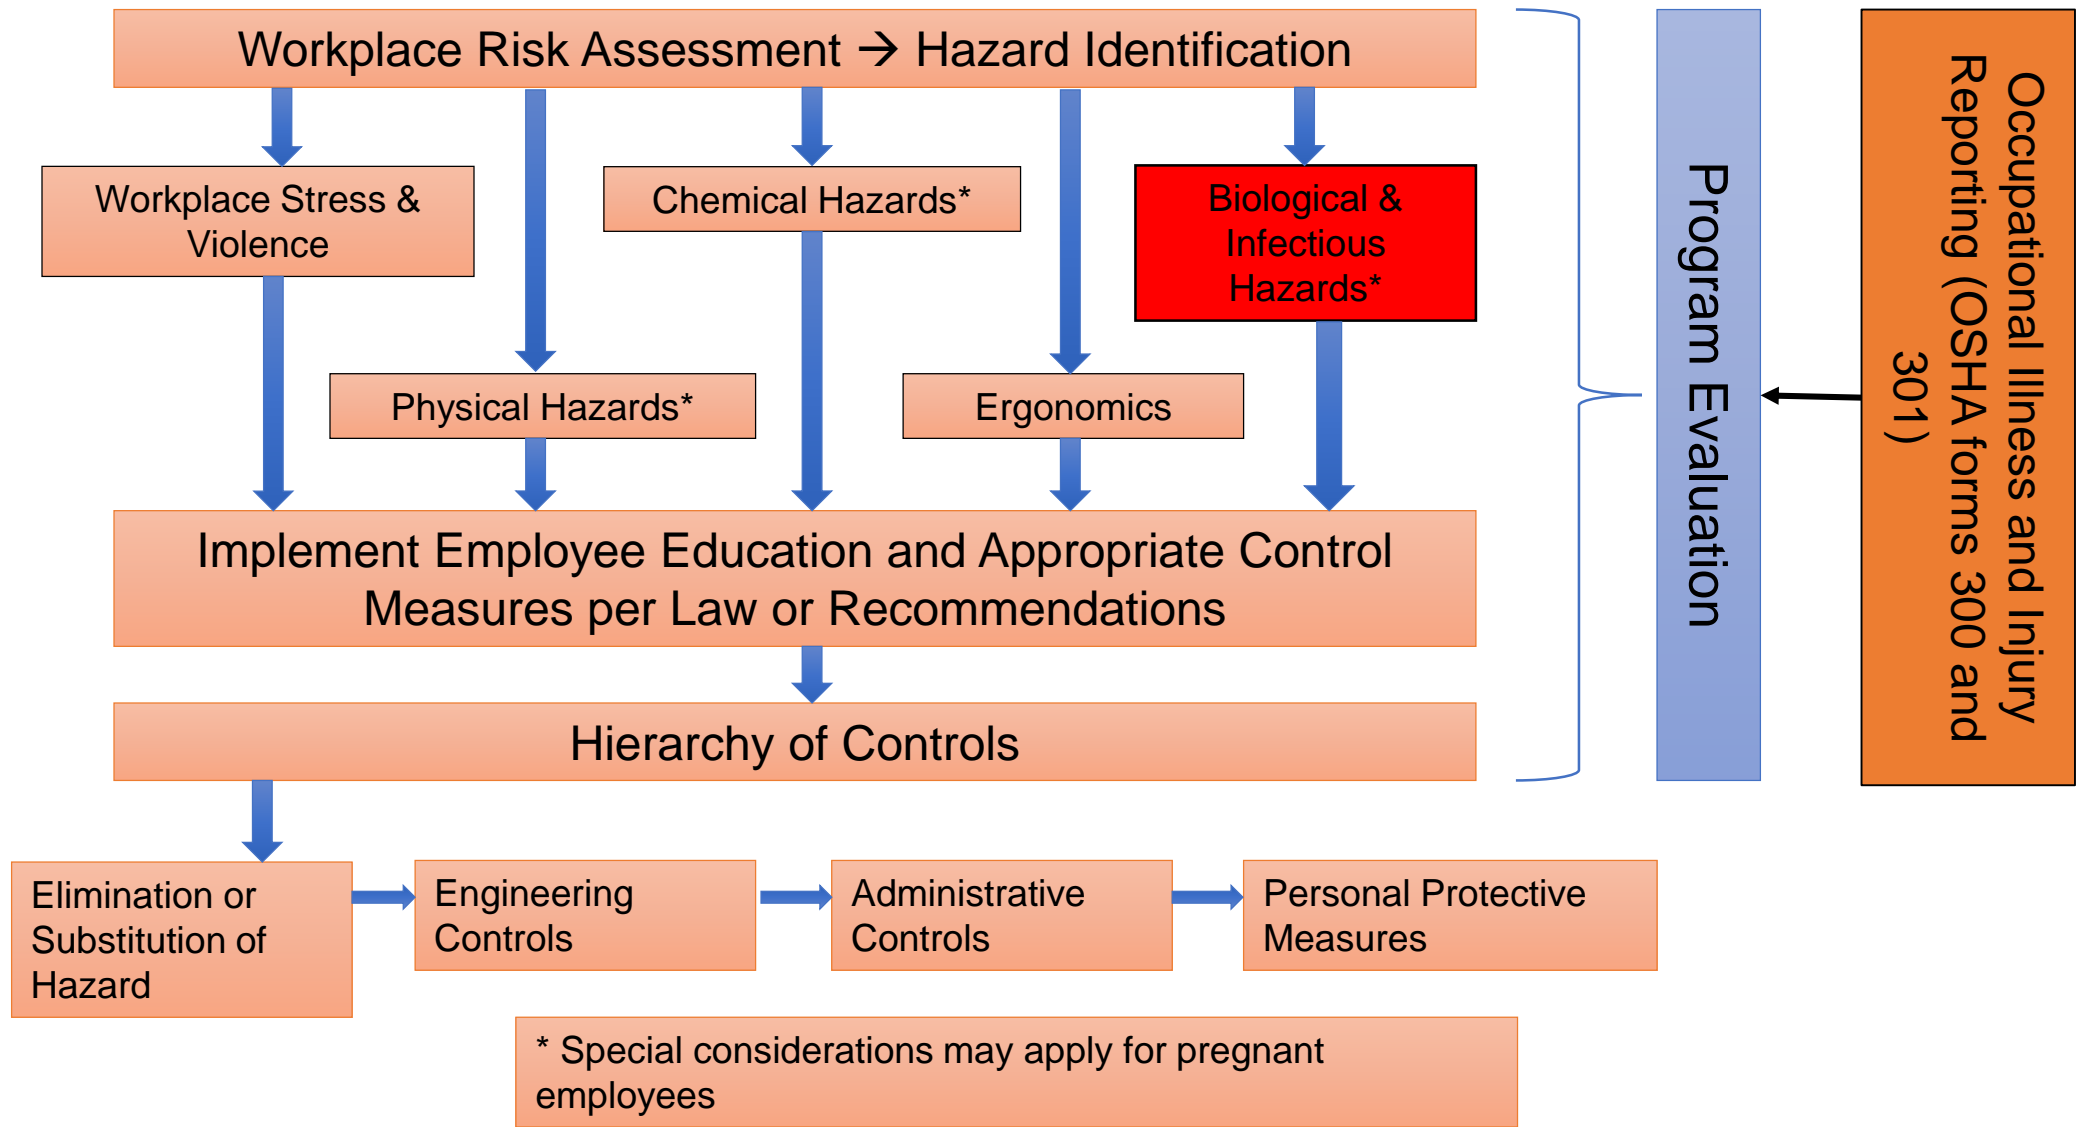 Workplace Risk Assessment → Hazard Identification
Workplace Stress &
Violence
Chemical Hazards*
Biological &
Infectious
Hazards*
Physical Hazards*
Ergonomics
Implement Employee Education and Appropriate Control
Measures per Law or Recommendations
Hierarchy of Controls
Elimination or
Substitution of
Hazard
Engineering
Controls
Administrative
Controls
Personal Protective
Measures
* Special considerations may apply for pregnant
employees
Program Evaluation
Occupational Illness and Injury
Reporting (OSHA forms 300 and
301)